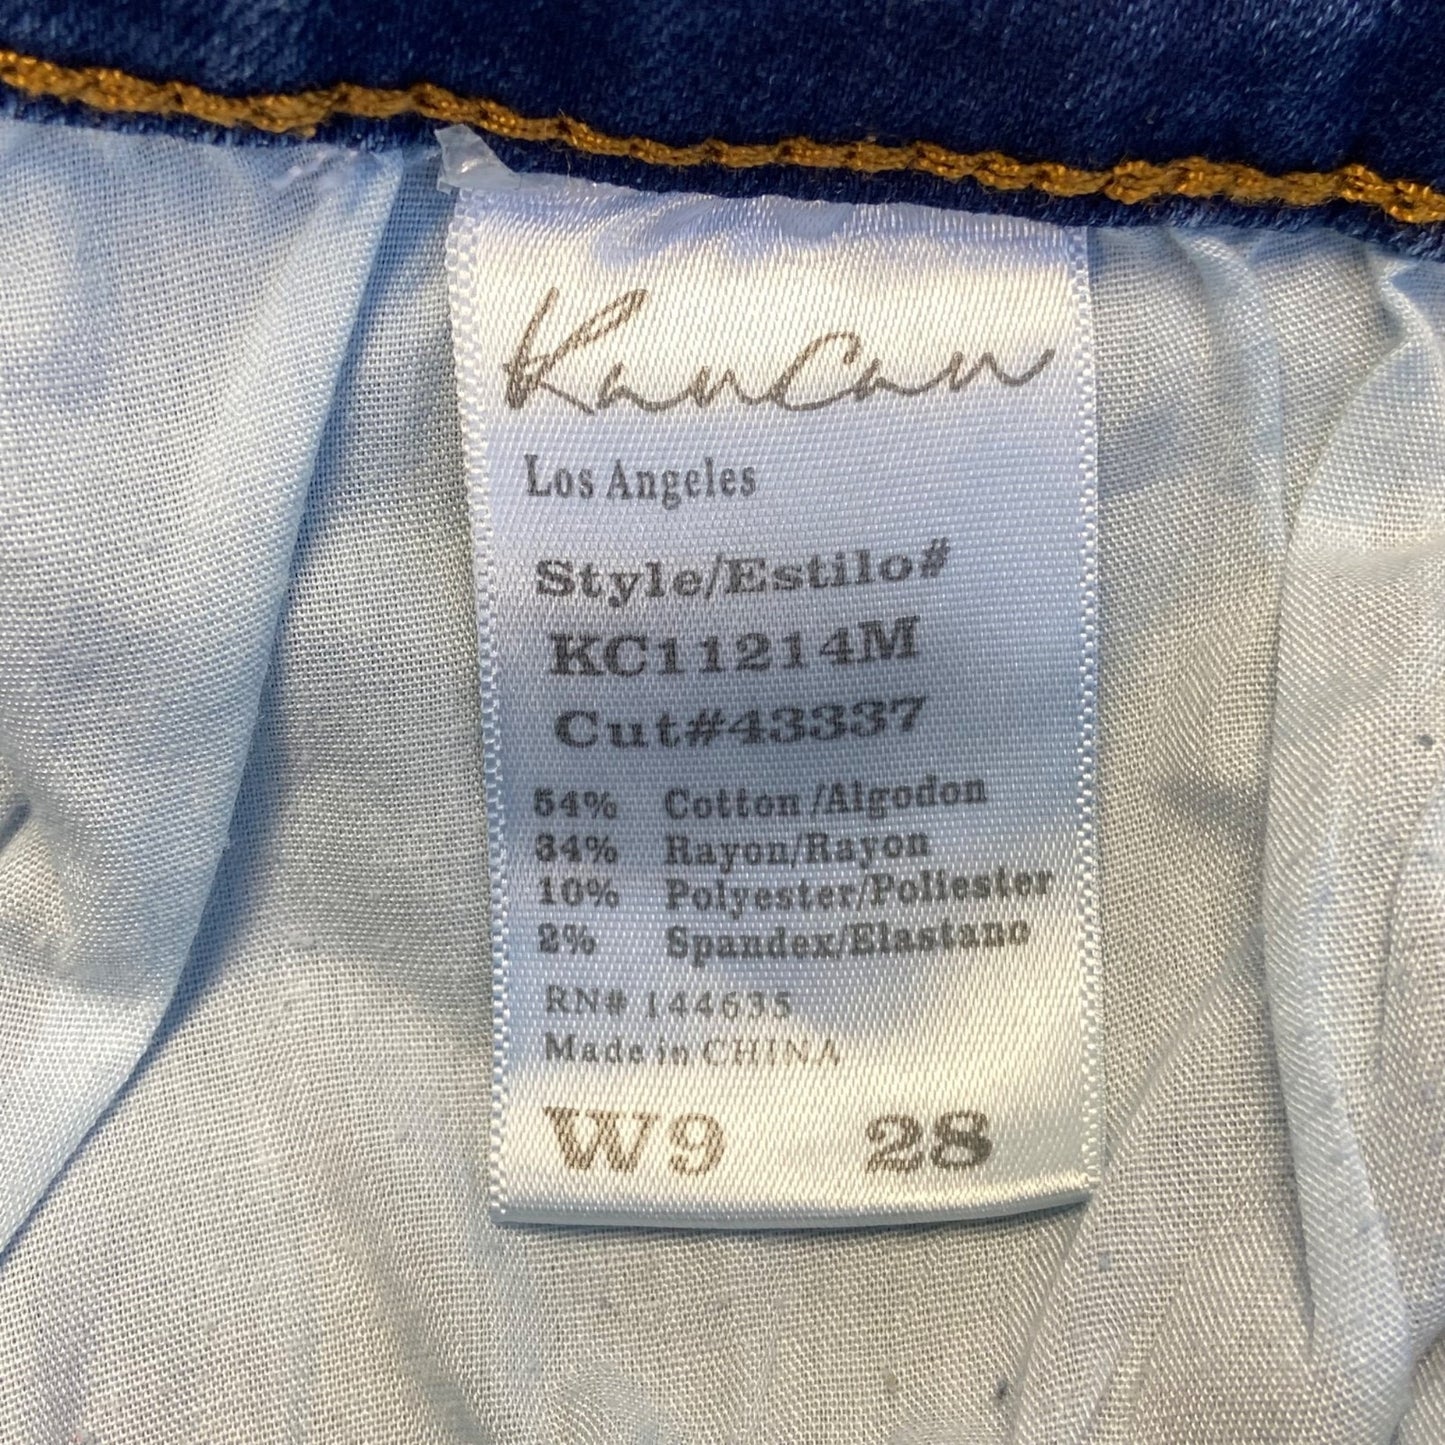 KanCan
Los Angeles
Style/Estilo#
KC11214M
Cut#43337
54% Cotton/Algodon
34% Rayon/Rayon
10% Polyester/Poliester
2% Spandex/Elastano
RN# 144635
Made in CHINA
W9 28